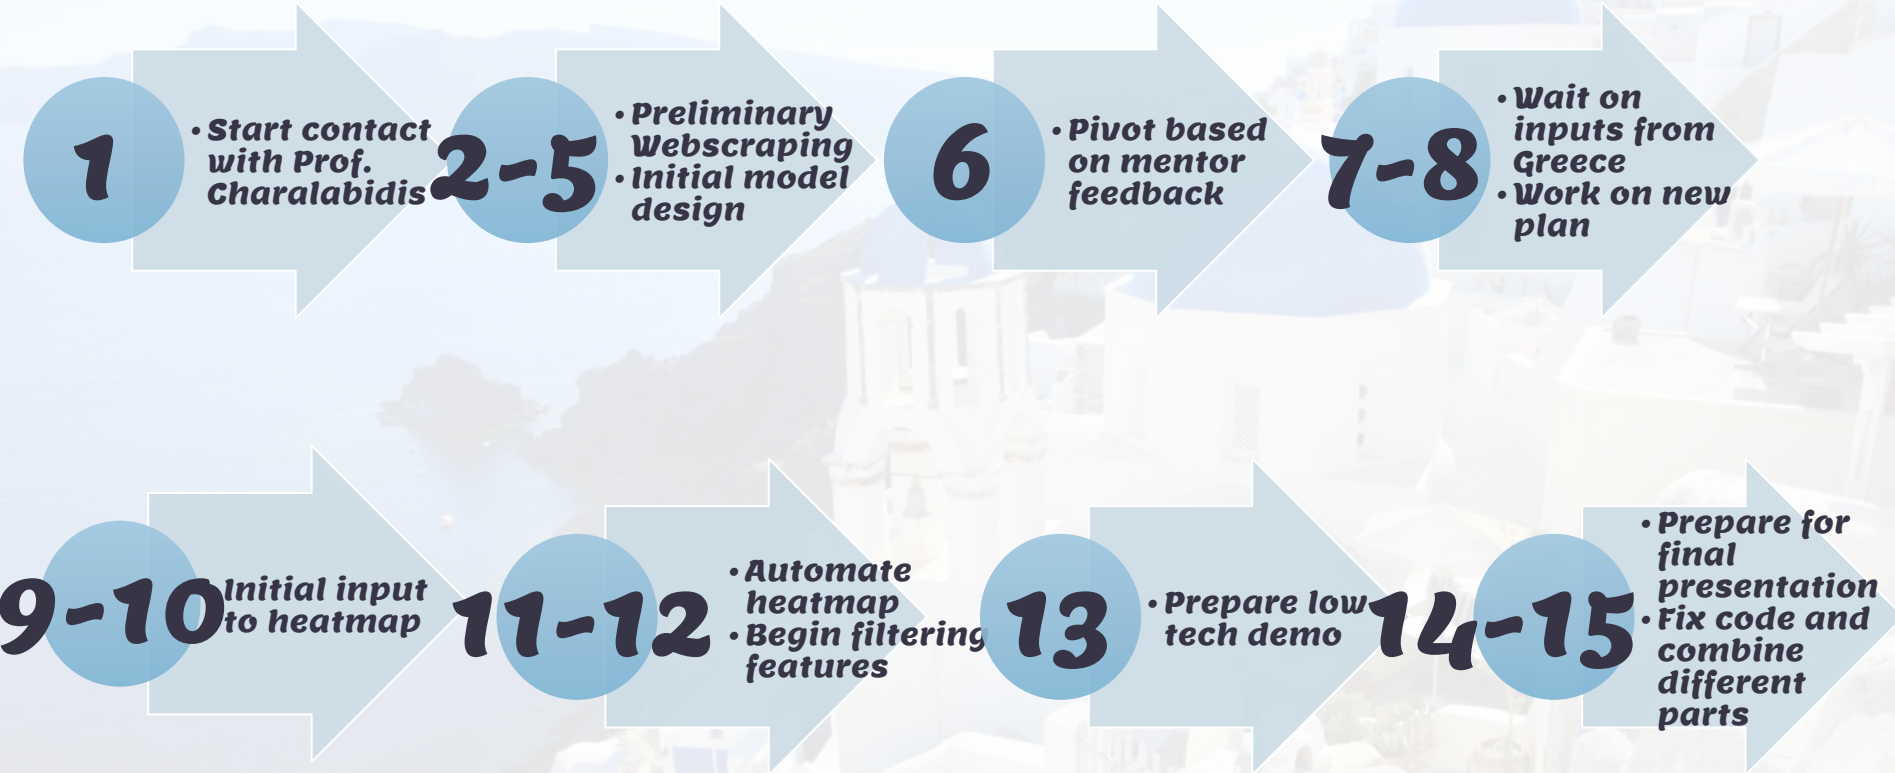 1
• Start contact
with Prof.
Charalabidis
2-5
• Preliminary
Webscraping
• Initial model
design
6
• Pivot based
on mentor
feedback
7-8
• Wait on
inputs from
Greece
• Work on new
plan
9-10
Initial input
to heatmap
11-12
• Automate
heatmap
• Begin filtering
features
13
• Prepare low
tech demo
14-15
• Prepare for
final
presentation
• Fix code and
combine
different
parts